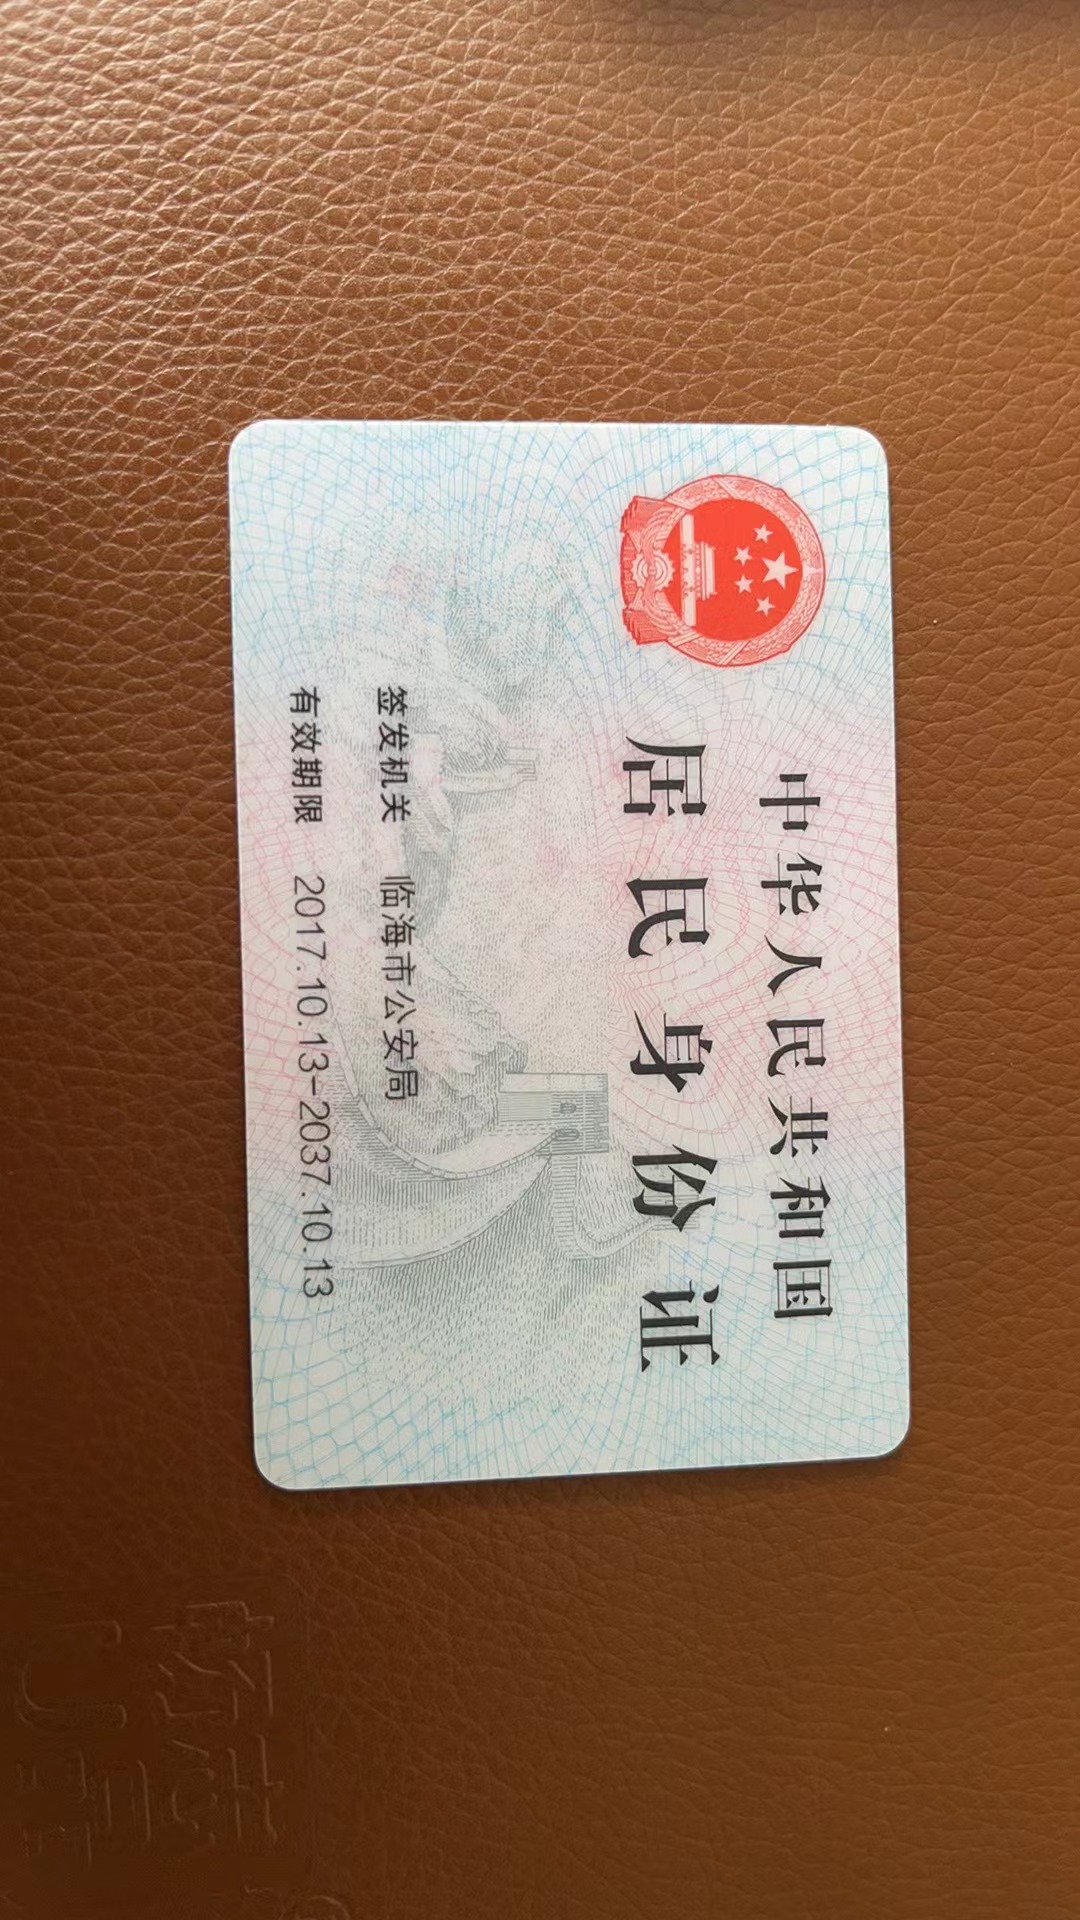 中华人民共和国
居民身份证
签发机关 临海市公安局
有效期限 2017.10.13-2037.10.13